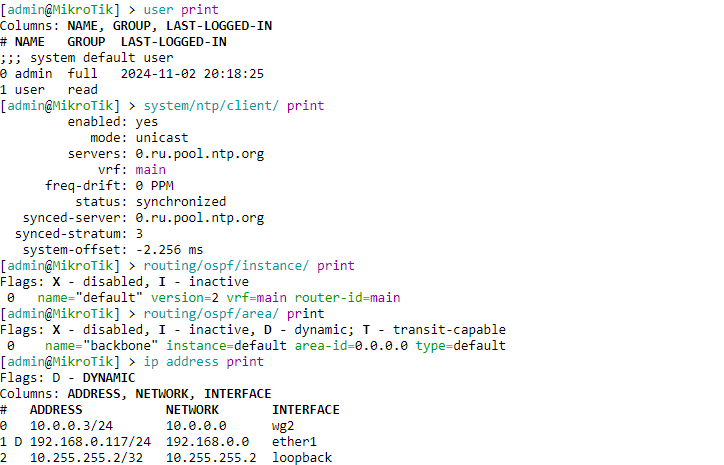 [admin@MikroTik] > user print
Columns: NAME, GROUP, LAST-LOGGED-IN
# NAME   GROUP  LAST-LOGGED-IN
;;; system default user
0 admin  full   2024-11-02 20:18:25
1 user   read
[admin@MikroTik] > system/ntp/client/ print
         enabled: yes
            mode: unicast
         servers: 0.ru.pool.ntp.org
             vrf: main
      freq-drift: 0 PPM
          status: synchronized
   synced-server: 0.ru.pool.ntp.org
  synced-stratum: 3
   system-offset: -2.256 ms
[admin@MikroTik] > routing/ospf/instance/ print
Flags: X - disabled, I - inactive
 0   name="default" version=2 vrf=main router-id=main
[admin@MikroTik] > routing/ospf/area/ print
Flags: X - disabled, I - inactive, D - dynamic; T - transit-capable
 0    name="backbone" instance=default area-id=0.0.0.0 type=default
[admin@MikroTik] > ip address print
Flags: D - DYNAMIC
Columns: ADDRESS, NETWORK, INTERFACE
#   ADDRESS           NETWORK       INTERFACE
0   10.0.0.3/24       10.0.0.0      wg2
1 D 192.168.0.117/24  192.168.0.0   ether1
2   10.255.255.2/32   10.255.255.2  loopback